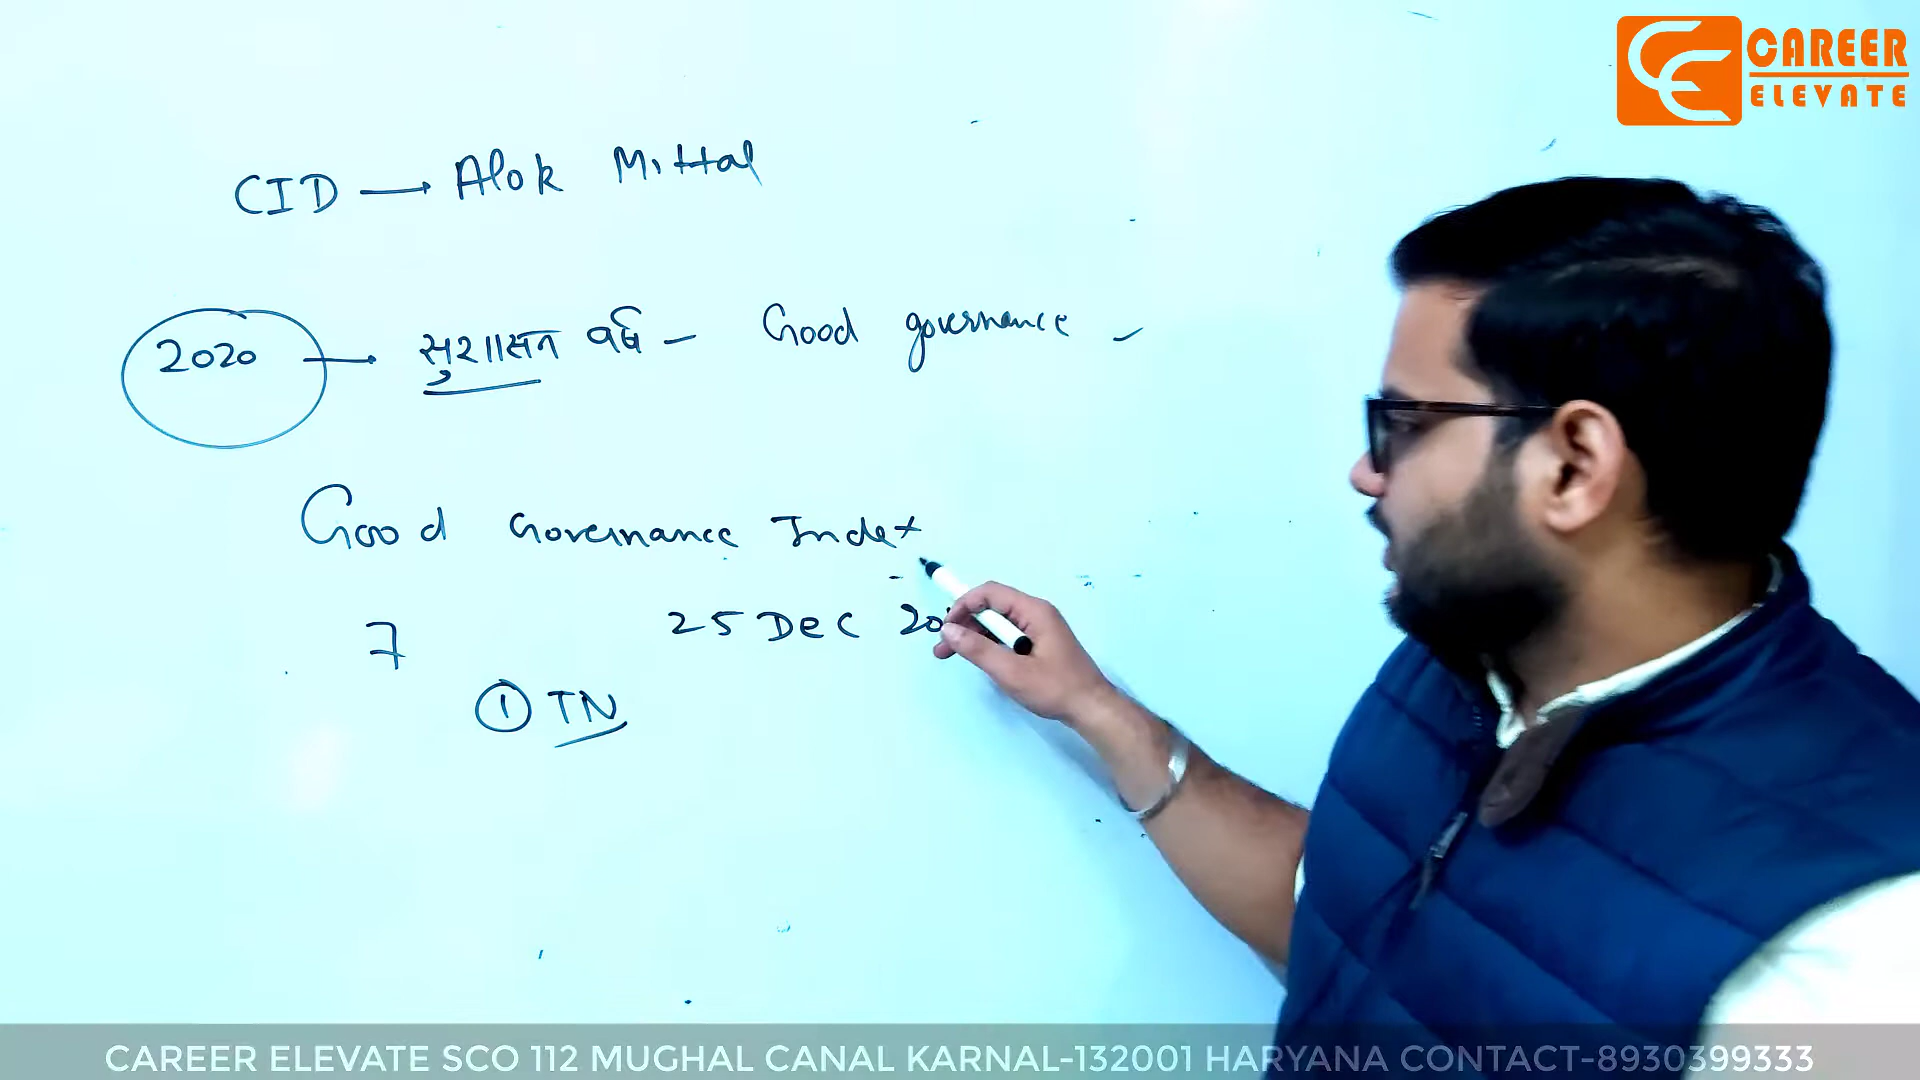 CAREER
ELEVATE
CID → Alok Mittal
2020 → सुशासन वर्ष - Good governance
Good Governance Index
7 25 Dec
① TN
CAREER ELEVATE SCO 112 MUGHAL CANAL KARNAL-132001 HARYANA CONTACT-8930399333